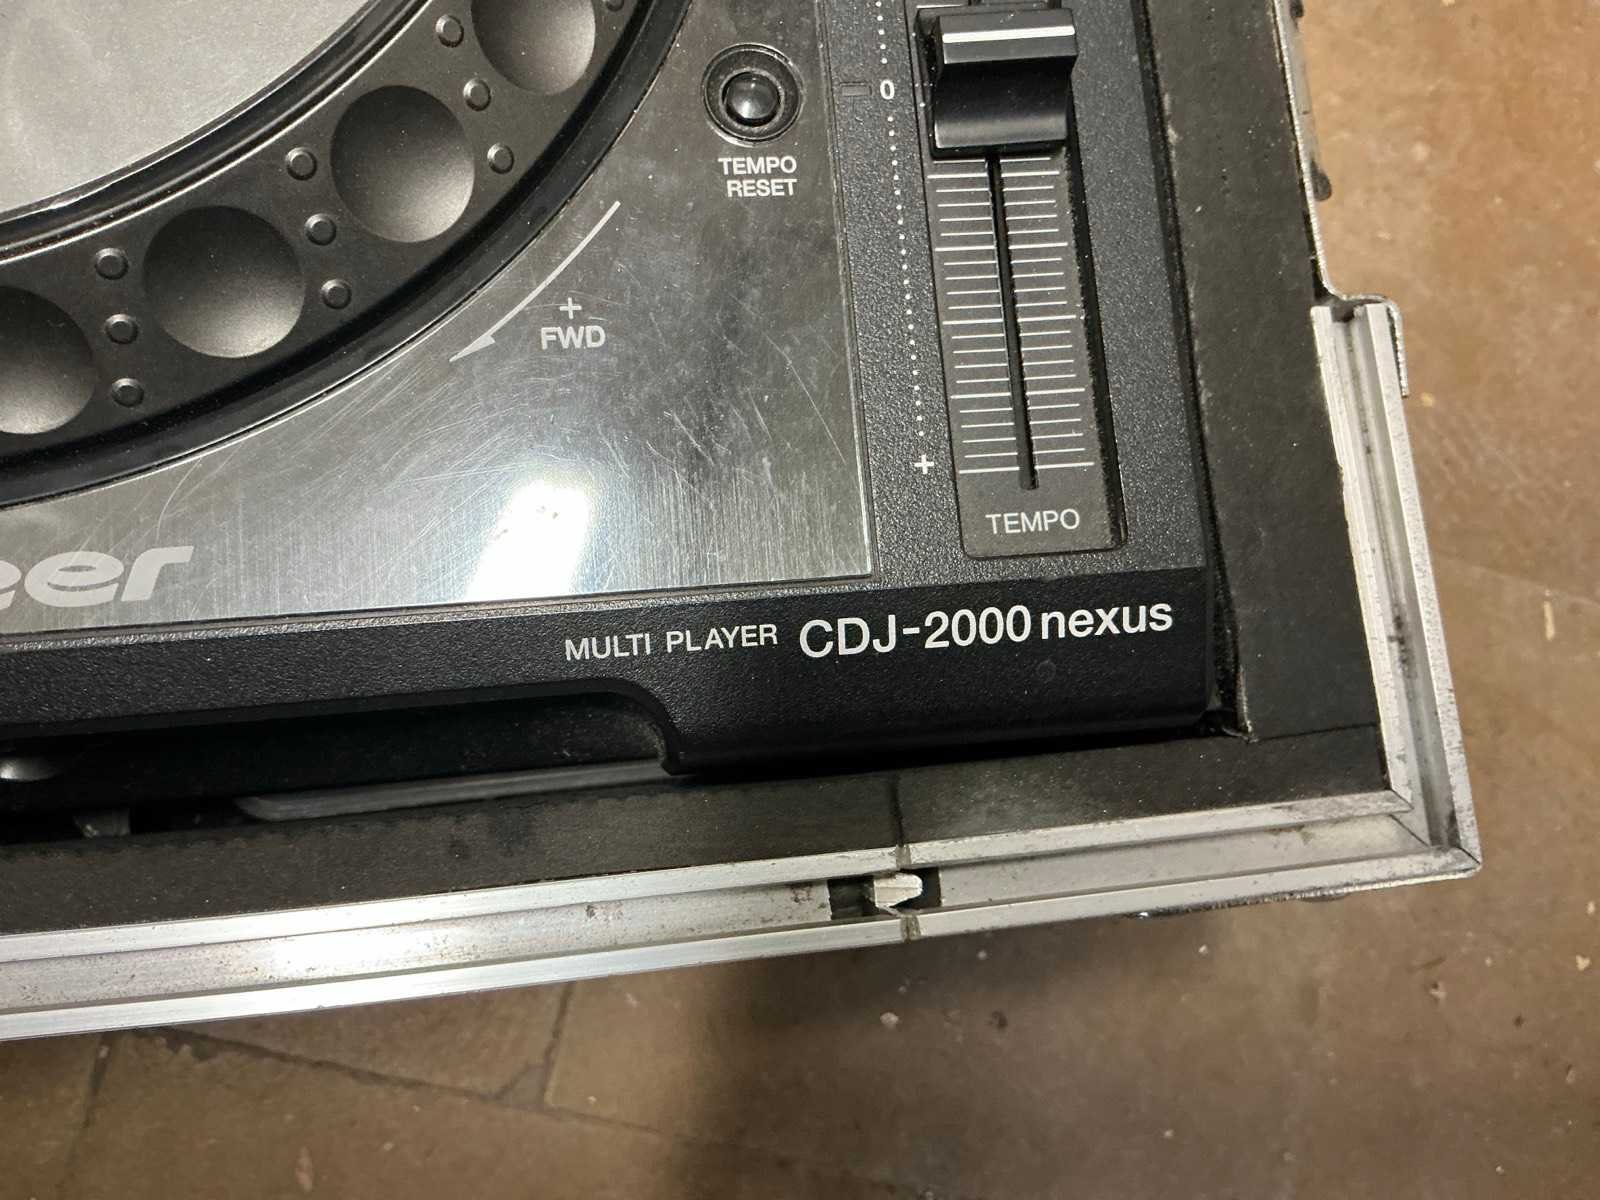 0
TEMPO
RESET
+
FWD
+
TEMPO
eer
MULTI PLAYER CDJ-2000 nexus